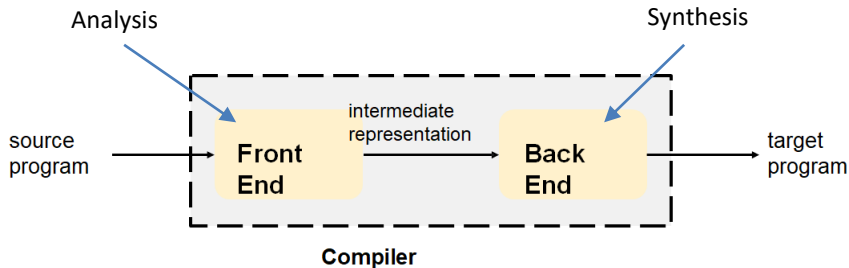 Analysis
Synthesis
source
program
Front
End
intermediate
representation
Back
End
target
program
Compiler